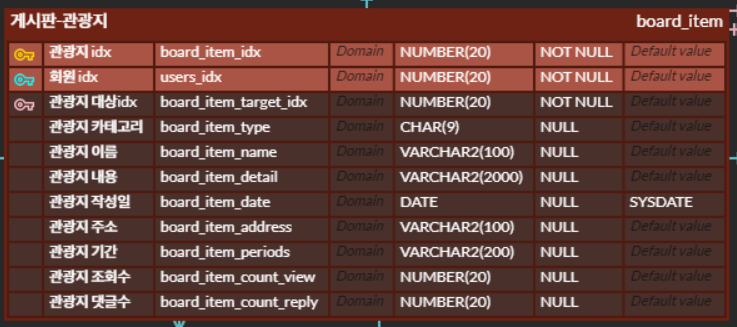 게시판-관광지 board_item
관광지 idx board_item_idx Domain NUMBER(20) NOT NULL Default value
회원 idx users_idx Domain NUMBER(20) NOT NULL Default value
관광지 대상idx board_item_target_idx Domain NUMBER(20) NOT NULL Default value
관광지 카테고리 board_item_type Domain CHAR(9) NULL Default value
관광지 이름 board_item_name Domain VARCHAR2(100) NULL Default value
관광지 내용 board_item_detail Domain VARCHAR2(2000) NULL Default value
관광지 작성일 board_item_date Domain DATE NULL SYSDATE
관광지 주소 board_item_address Domain VARCHAR2(100) NULL Default value
관광지 기간 board_item_periods Domain VARCHAR2(200) NULL Default value
관광지 조회수 board_item_count_view Domain NUMBER(20) NULL Default value
관광지 댓글수 board_item_count_reply Domain NUMBER(20) NULL Default value